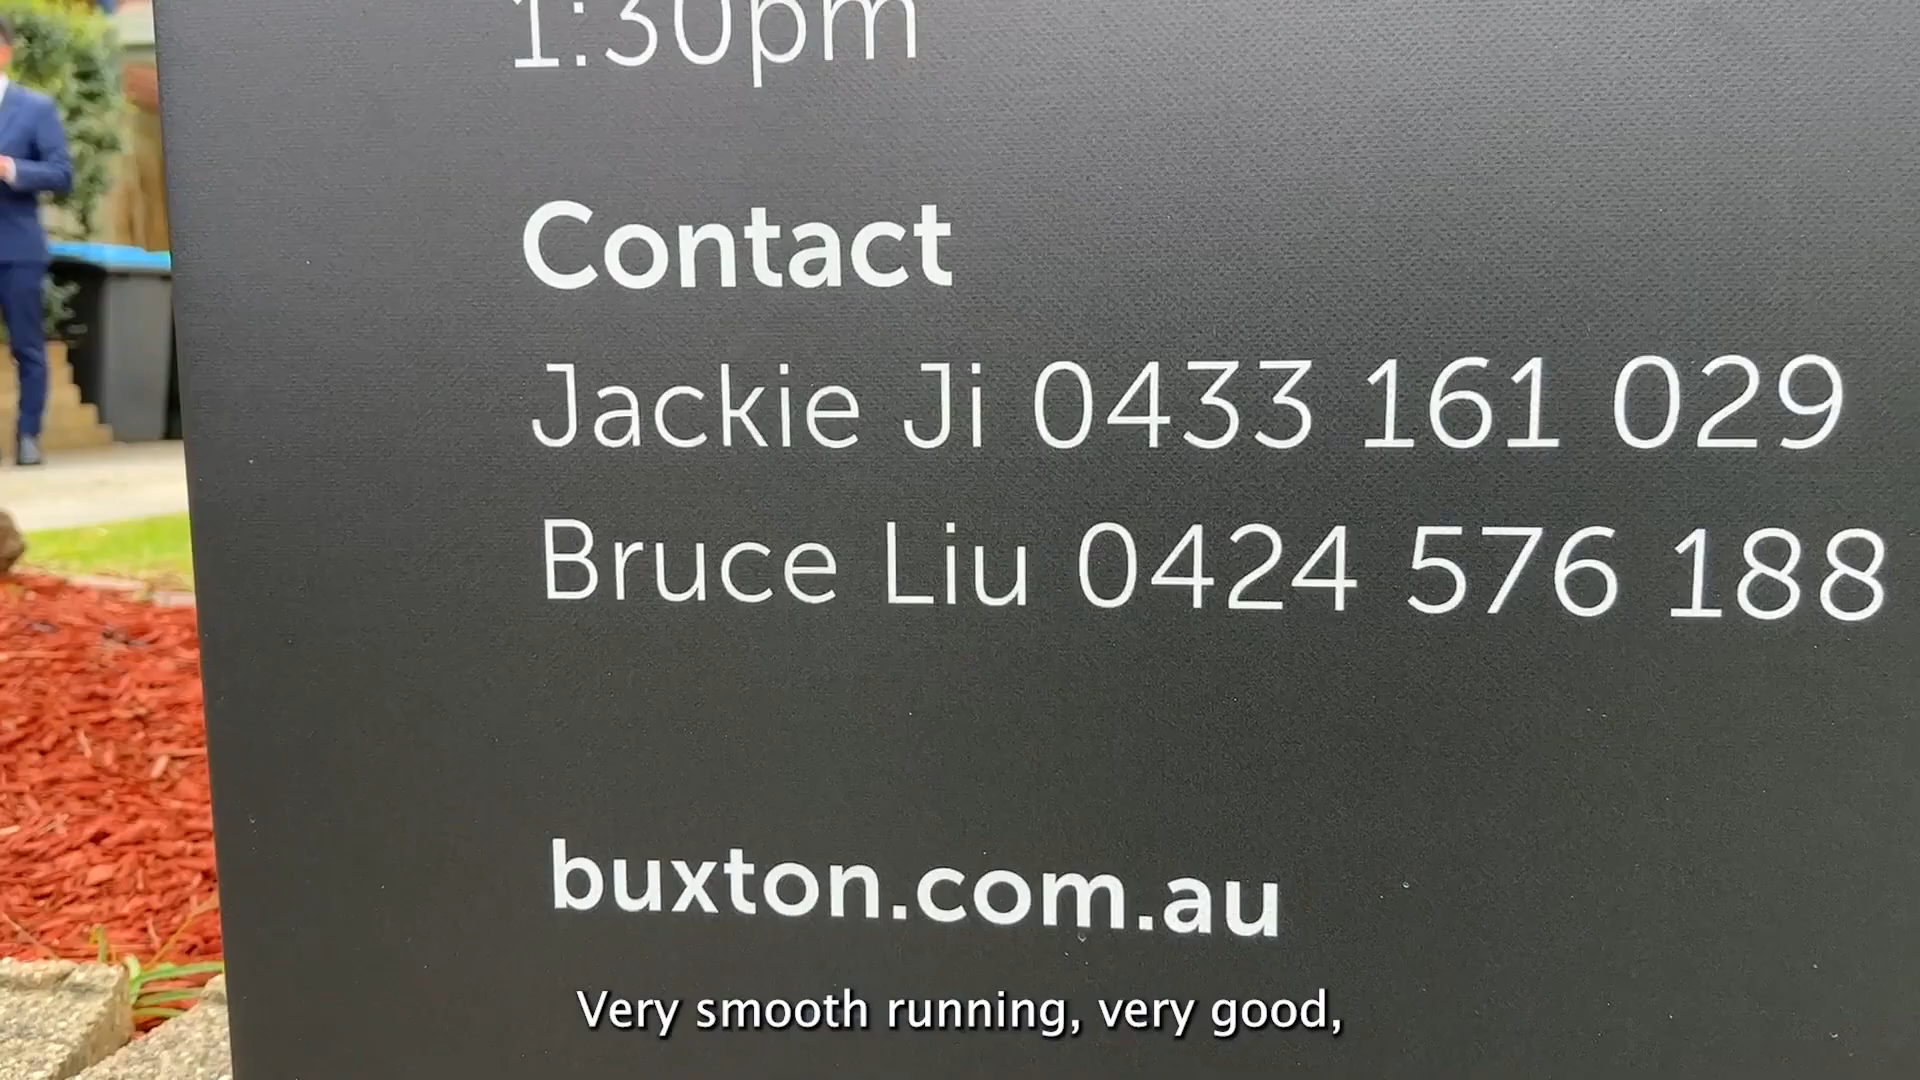 1:30pm
Contact
Jackie Ji 0433 161 029
Bruce Liu 0424 576 188
buxton.com.au
Very smooth running, very good,